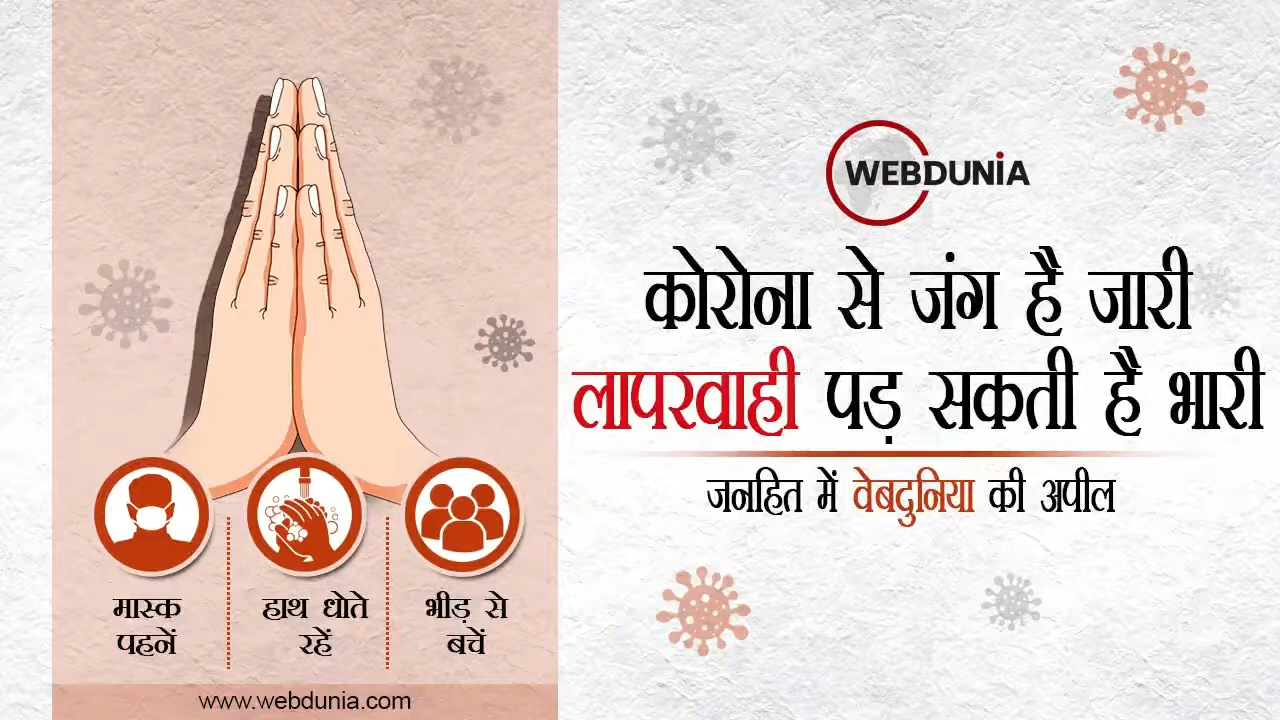 WEBDUNIA
कोरोना से जंग है जारी
लापरवाही पड़ सकती है भारी
जनहित में वेबदुनिया की अपील
मास्क
पहनें
हाथ धोते
रहें
भीड़ से
बचें
www.webdunia.com